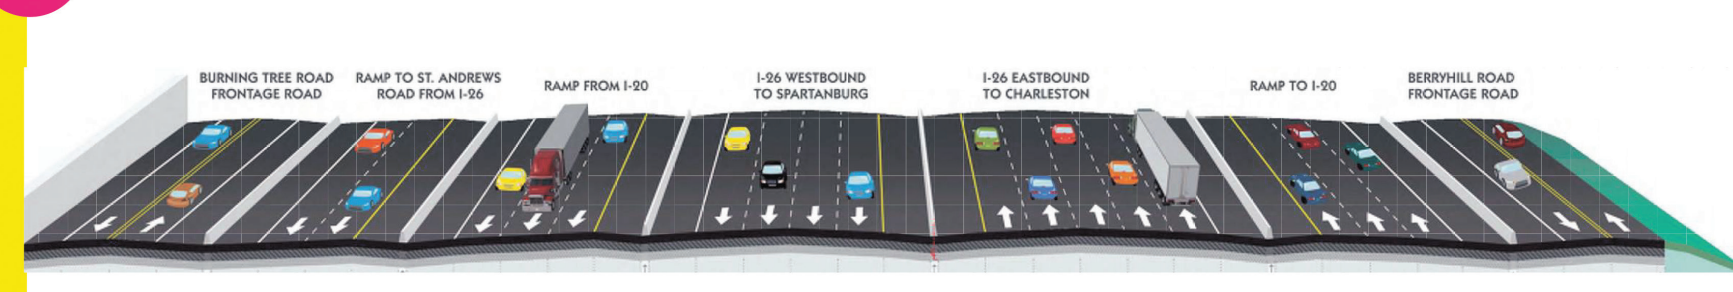 BURNING TREE ROAD
FRONTAGE ROAD
RAMP TO ST. ANDREWS
ROAD FROM I-26
RAMP FROM I-20
I-26 WESTBOUND
TO SPARTANBURG
I-26 EASTBOUND
TO CHARLESTON
RAMP TO I-20
BERRYHILL ROAD
FRONTAGE ROAD